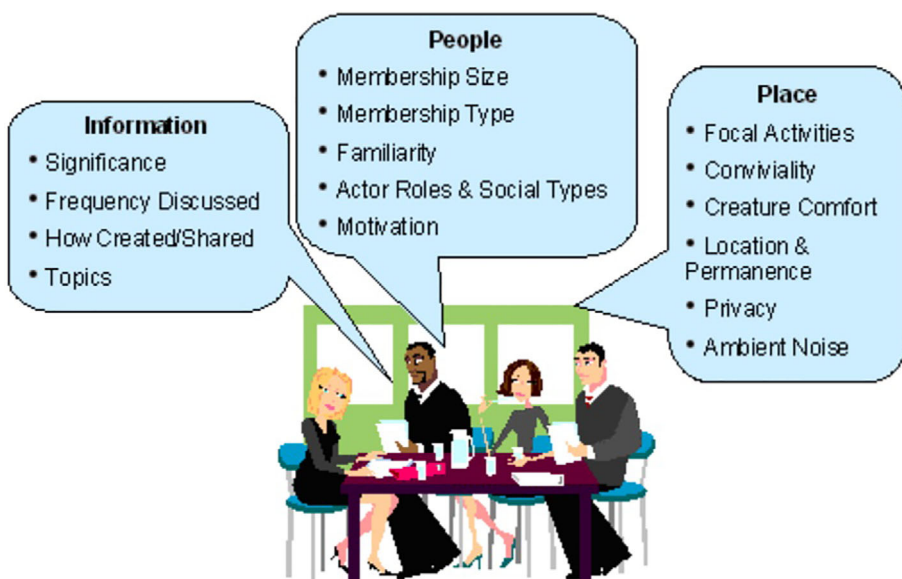 Information
• Significance
• Frequency Discussed
• How Created/Shared
• Topics
People
• Membership Size
• Membership Type
• Familiarity
• Actor Roles & Social Types
• Motivation
Place
• Focal Activities
• Conviviality
• Creature Comfort
• Location &
Permanence
• Privacy
• Ambient Noise